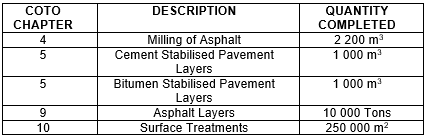 COTO CHAPTER DESCRIPTION QUANTITY COMPLETED
4 Milling of Asphalt 2 200 m³
5 Cement Stabilised Pavement Layers 1 000 m³
5 Bitumen Stabilised Pavement Layers 1 000 m³
9 Asphalt Layers 10 000 Tons
10 Surface Treatments 250 000 m²